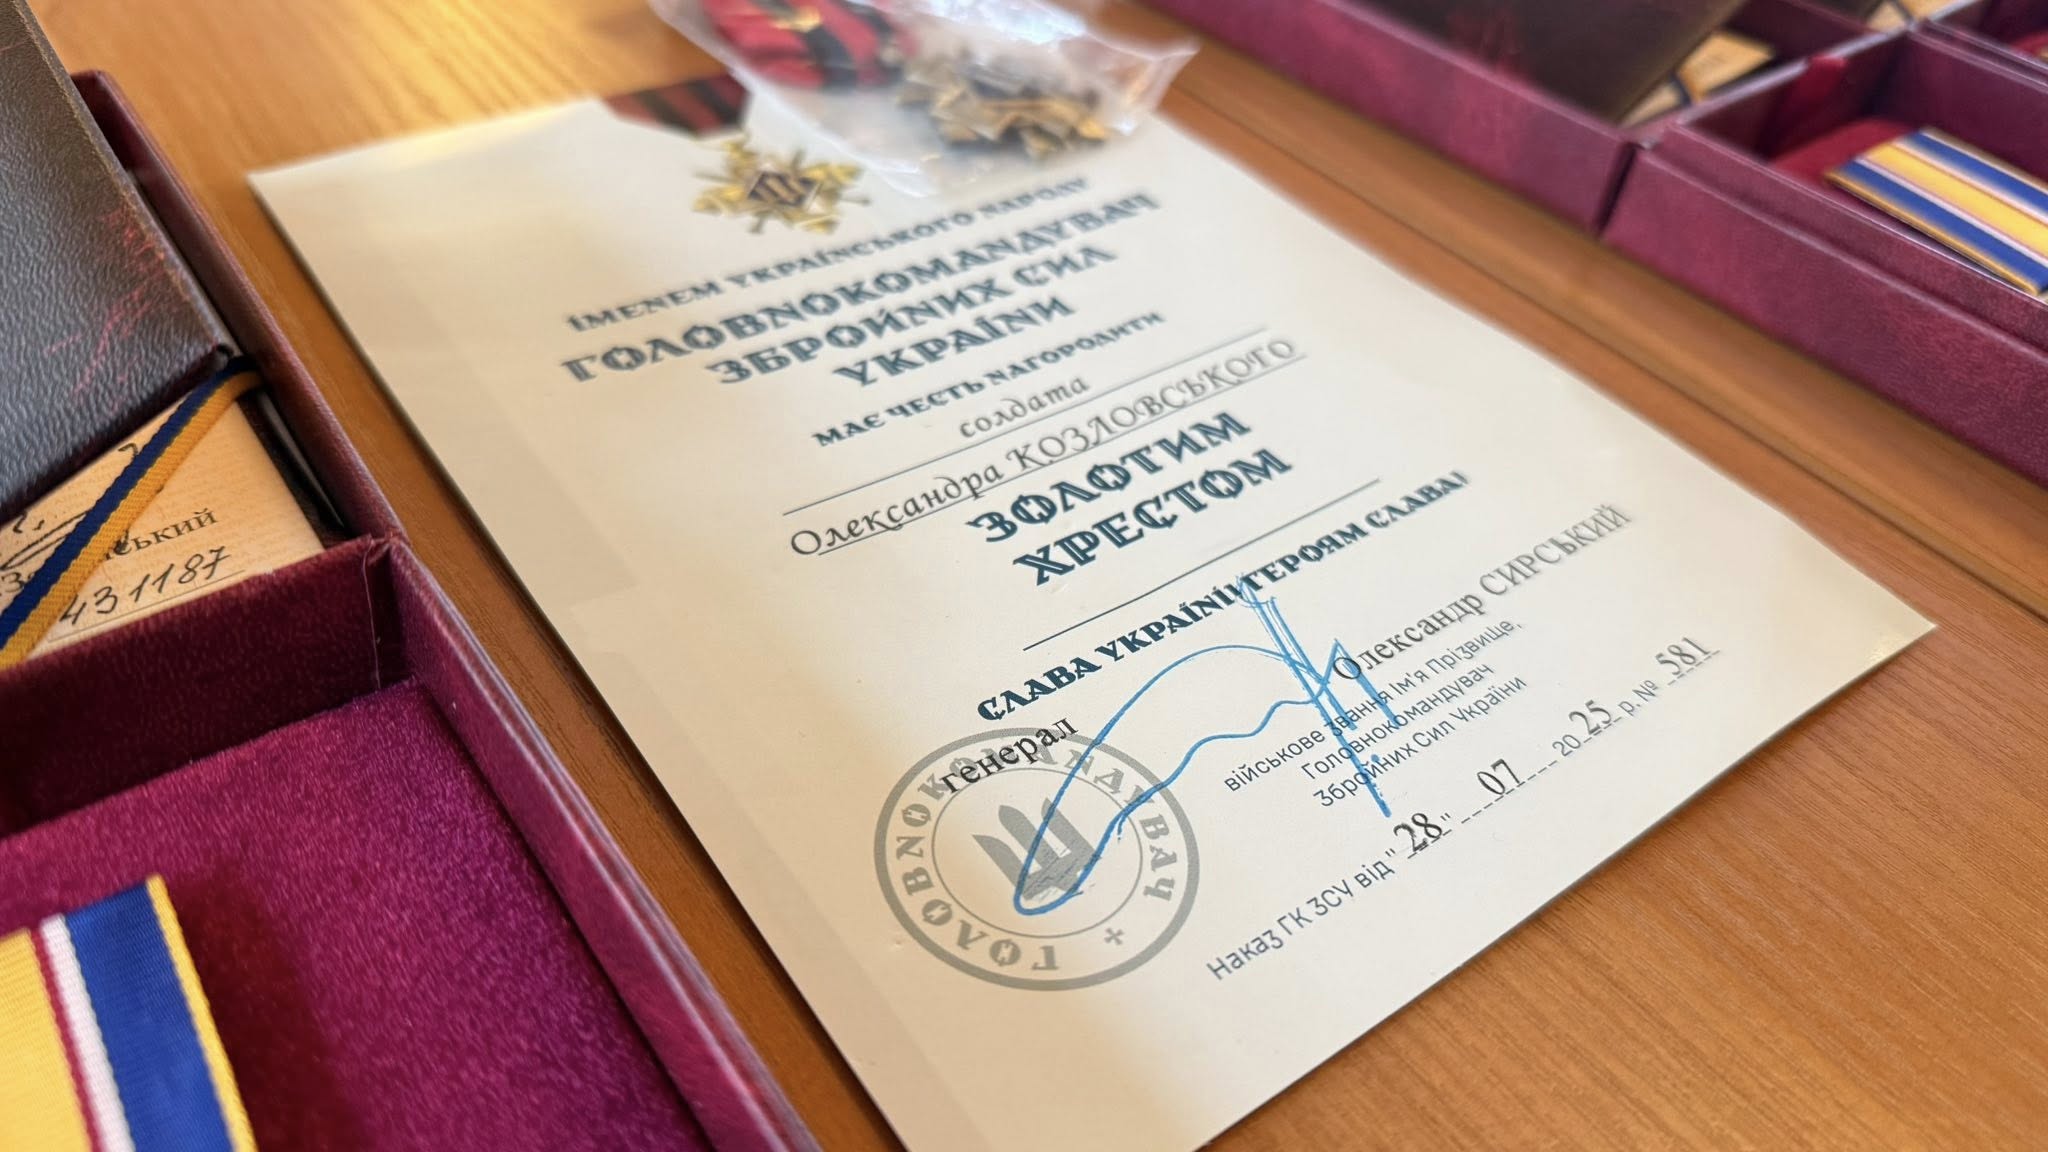 ІМЕНЕМ УКРАЇНСЬКОГО НАРОДУ
ГОЛОВНОКОМАНДУВАЧ
ЗБРОЙНИХ СИЛ
УКРАЇНИ
МАЄ ЧЕСТЬ НАГОРОДИТИ
солдата
Олександра КОЗЛОВСЬКОГО
ЗОЛОТИМ
ХРЕСТОМ
СЛАВА УКРАЇНІ! ГЕРОЯМ СЛАВА!
генерал
Олександр СИРСЬКИЙ
військове звання Ім'я Прізвище,
Головнокомандувач
Збройних Сил України
Наказ ГК ЗСУ від "28" 07 2025 р. № 581
ГОЛОВНОКОМАНДУВАЧ
431187